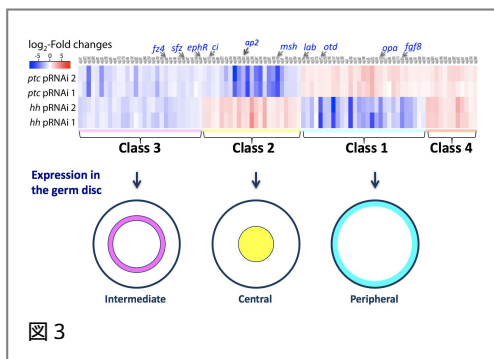 log2-Fold changes
-5 0 5
fz4 sfz ephR ci ap2 msh lab otd opa fgf8
ptc pRNAi 2
ptc pRNAi 1
hh pRNAi 2
hh pRNAi 1
Class 3 Class 2 Class 1 Class 4
Expression in
the germ disc
Intermediate Central Peripheral
図 3